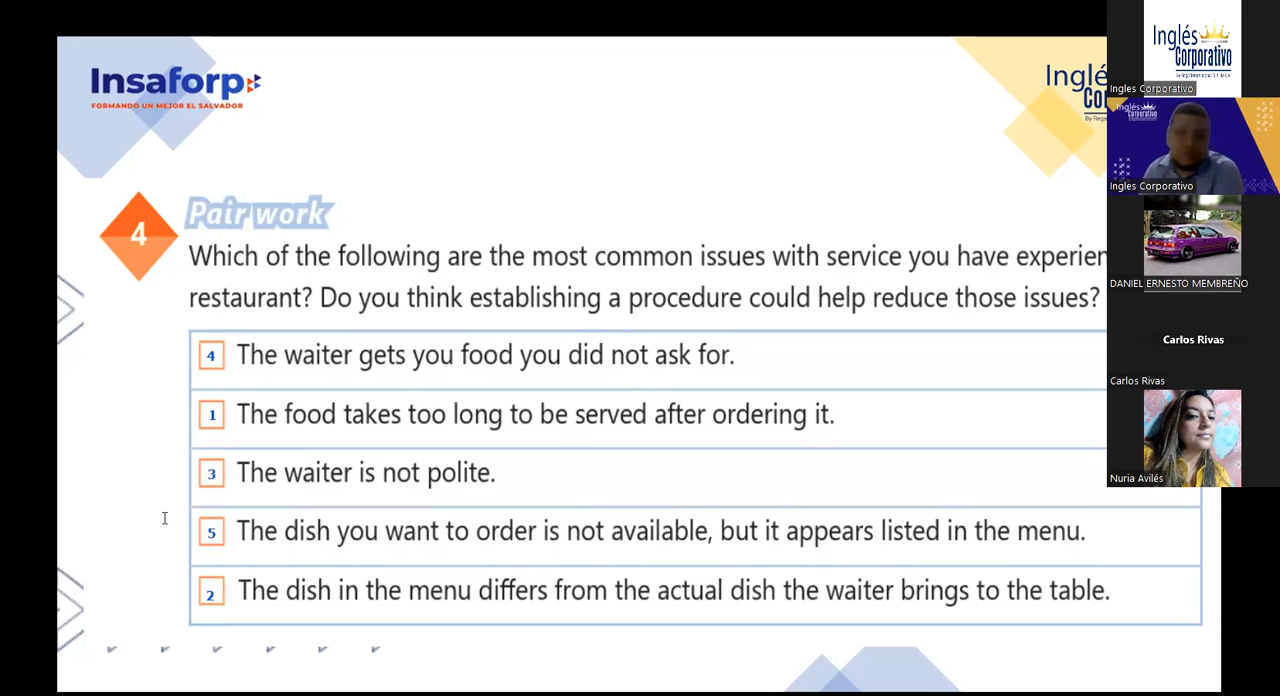 Insaforp
FORMANDO UN MEJOR EL SALVADOR
Inglé
Co
By Rega
4
Pair work
Which of the following are the most common issues with service you have experien
restaurant? Do you think establishing a procedure could help reduce those issues?
4 The waiter gets you food you did not ask for.
1 The food takes too long to be served after ordering it.
3 The waiter is not polite.
5 The dish you want to order is not available, but it appears listed in the menu.
2 The dish in the menu differs from the actual dish the waiter brings to the table.
Inglés
Corporativo
Ingles Corporativo
Inglés
Corporativo
Ingles Corporativo
DANIEL ERNESTO MEMBREÑO
Carlos Rivas
Carlos Rivas
Nuria Avilés